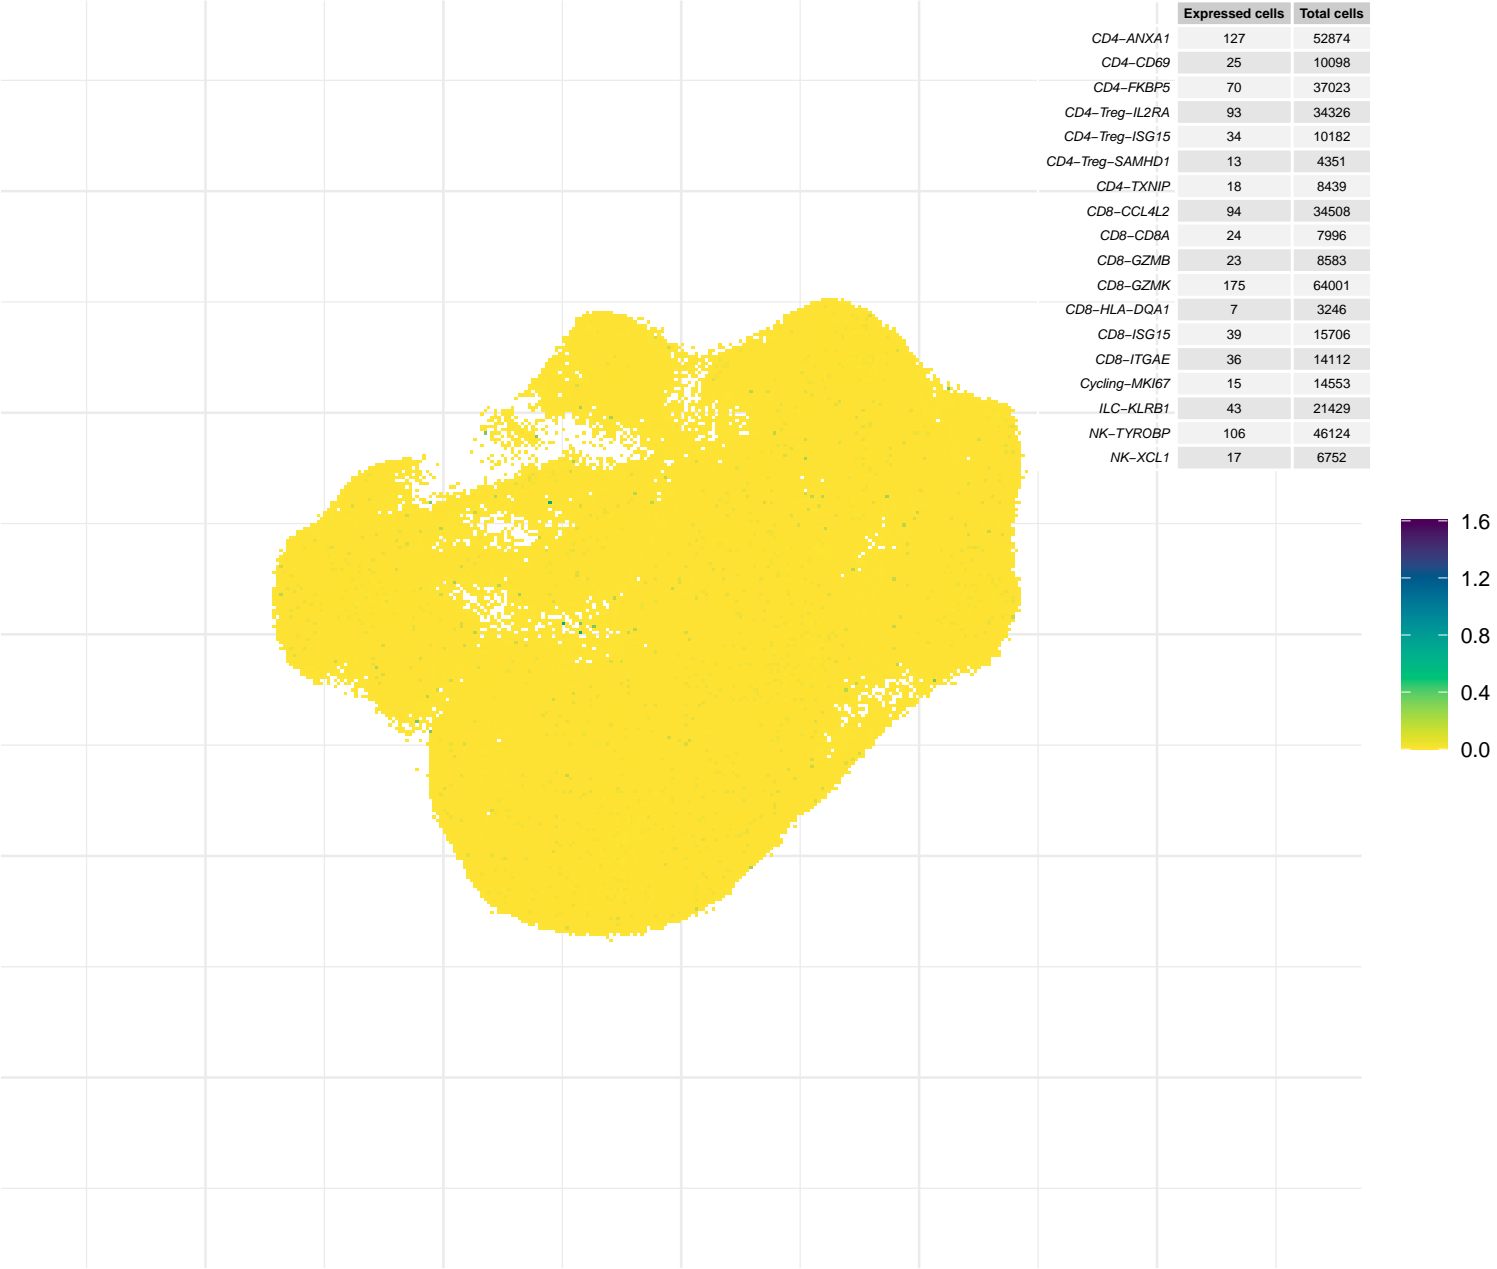 Expressed cells Total cells
CD4−ANXA1 127 52874
CD4−CD69 25 10098
CD4−FKBP5 70 37023
CD4−Treg−IL2RA 93 34326
CD4−Treg−ISG15 34 10182
CD4−Treg−SAMHD1 13 4351
CD4−TXNIP 18 8439
CD8−CCL4L2 94 34508
CD8−CD8A 24 7996
CD8−GZMB 23 8583
CD8−GZMK 175 64001
CD8−HLA−DQA1 7 3246
CD8−ISG15 39 15706
CD8−ITGAE 36 14112
Cycling−MKI67 15 14553
ILC−KLRB1 43 21429
NK−TYROBP 106 46124
NK−XCL1 17 6752
1.6
1.2
0.8
0.4
0.0